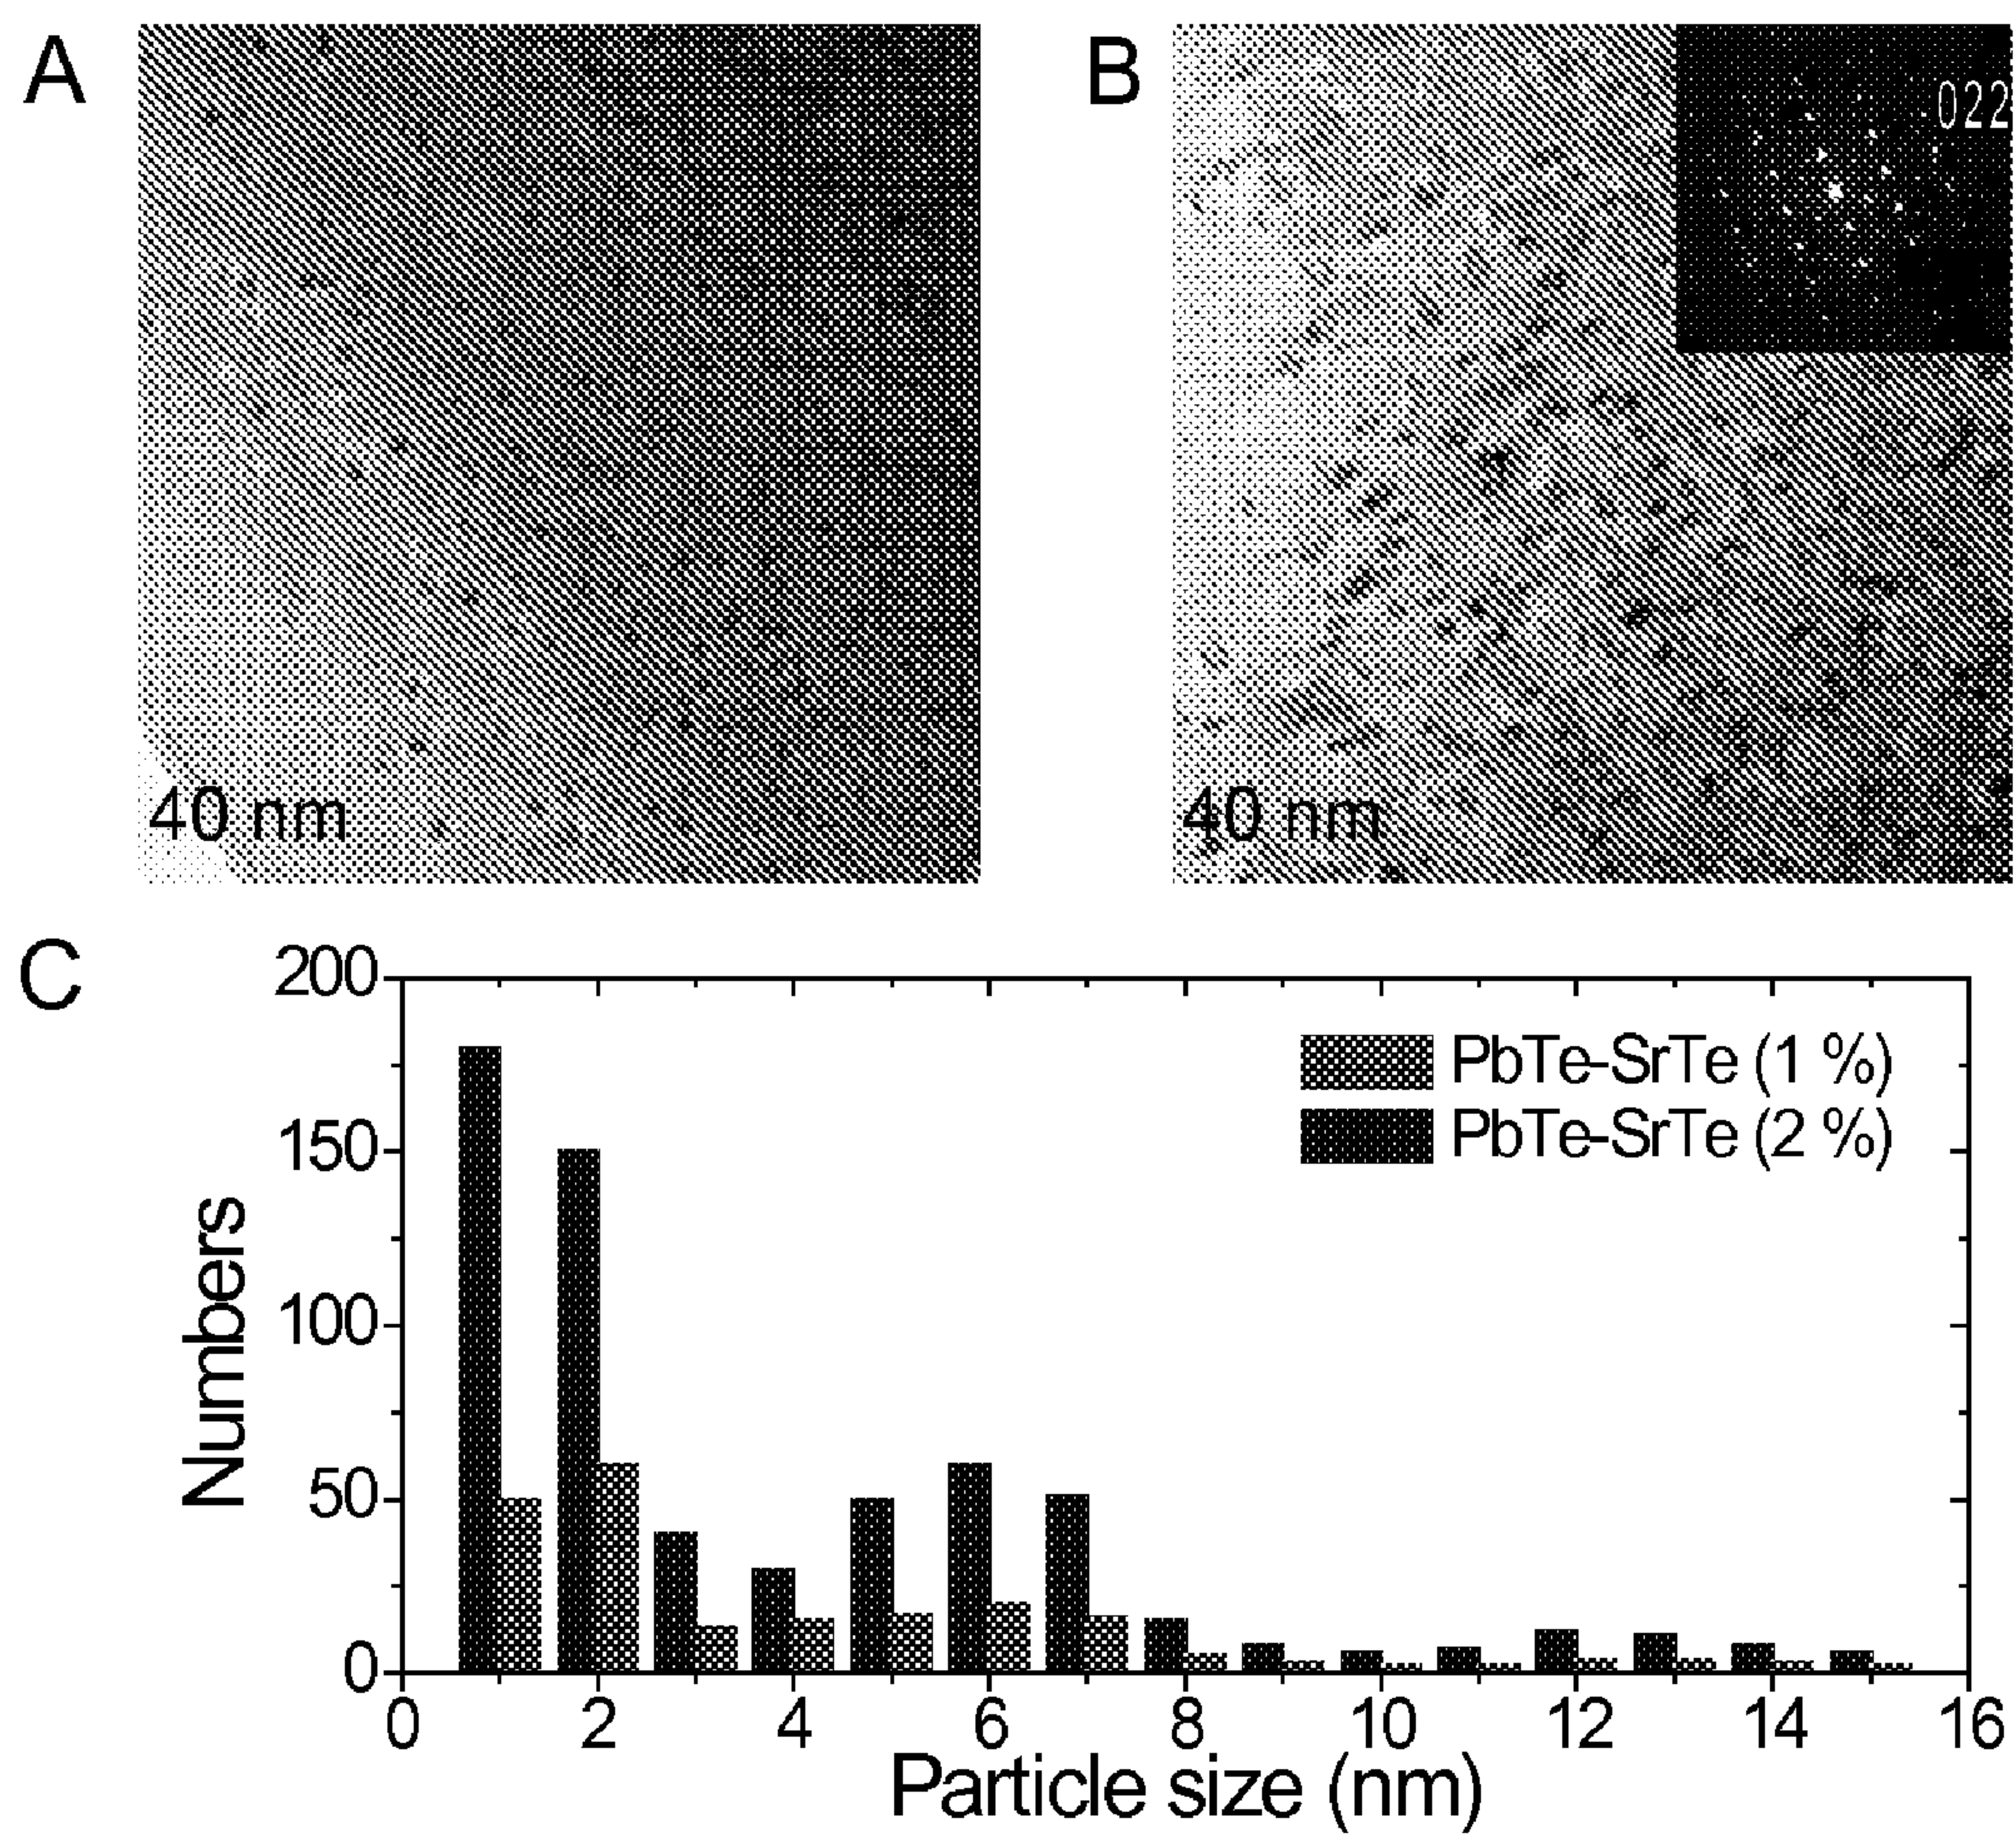 A
B
022
40 nm
40 nm
C
200
150
100
50
0
Numbers
PbTe-SrTe (1 %)
PbTe-SrTe (2 %)
0 2 4 6 8 10 12 14 16
Particle size (nm)